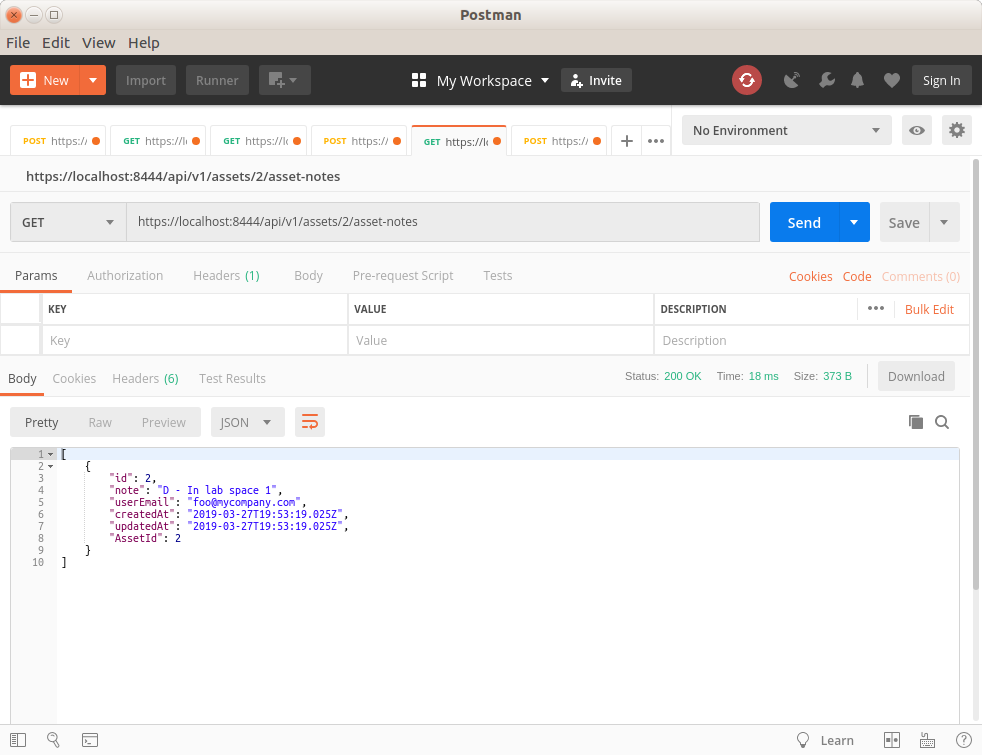 Postman
File Edit View Help
New Import Runner My Workspace Invite Sign In
POST https:// GET https://l GET https://l POST https:// GET https://l POST https:// No Environment
https://localhost:8444/api/v1/assets/2/asset-notes
GET https://localhost:8444/api/v1/assets/2/asset-notes Send Save
Params Authorization Headers (1) Body Pre-request Script Tests Cookies Code Comments (0)
KEY VALUE DESCRIPTION ••• Bulk Edit
Key Value Description
Body Cookies Headers (6) Test Results Status: 200 OK Time: 18 ms Size: 373 B Download
Pretty Raw Preview JSON
1 [
2 {
3 "id": 2,
4 "note": "D - In lab space 1",
5 "userEmail": "foo@mycompany.com",
6 "createdAt": "2019-03-27T19:53:19.025Z",
7 "updatedAt": "2019-03-27T19:53:19.025Z",
8 "AssetId": 2
9 }
10 ]
Learn